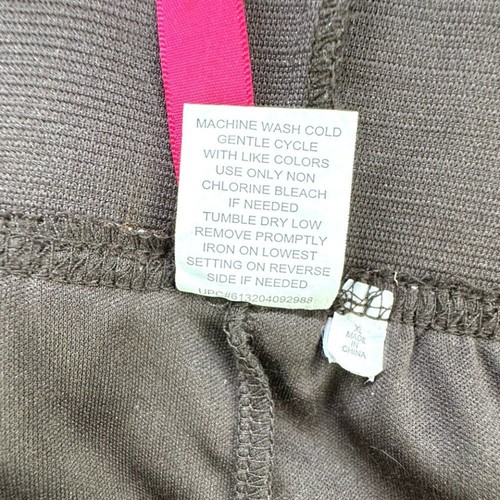 MACHINE WASH COLD
GENTLE CYCLE
WITH LIKE COLORS
USE ONLY NON
CHLORINE BLEACH
IF NEEDED
TUMBLE DRY LOW
REMOVE PROMPTLY
IRON ON LOWEST
SETTING ON REVERSE
SIDE IF NEEDED
UPC#613204092988
XL
MADE
IN
CHINA